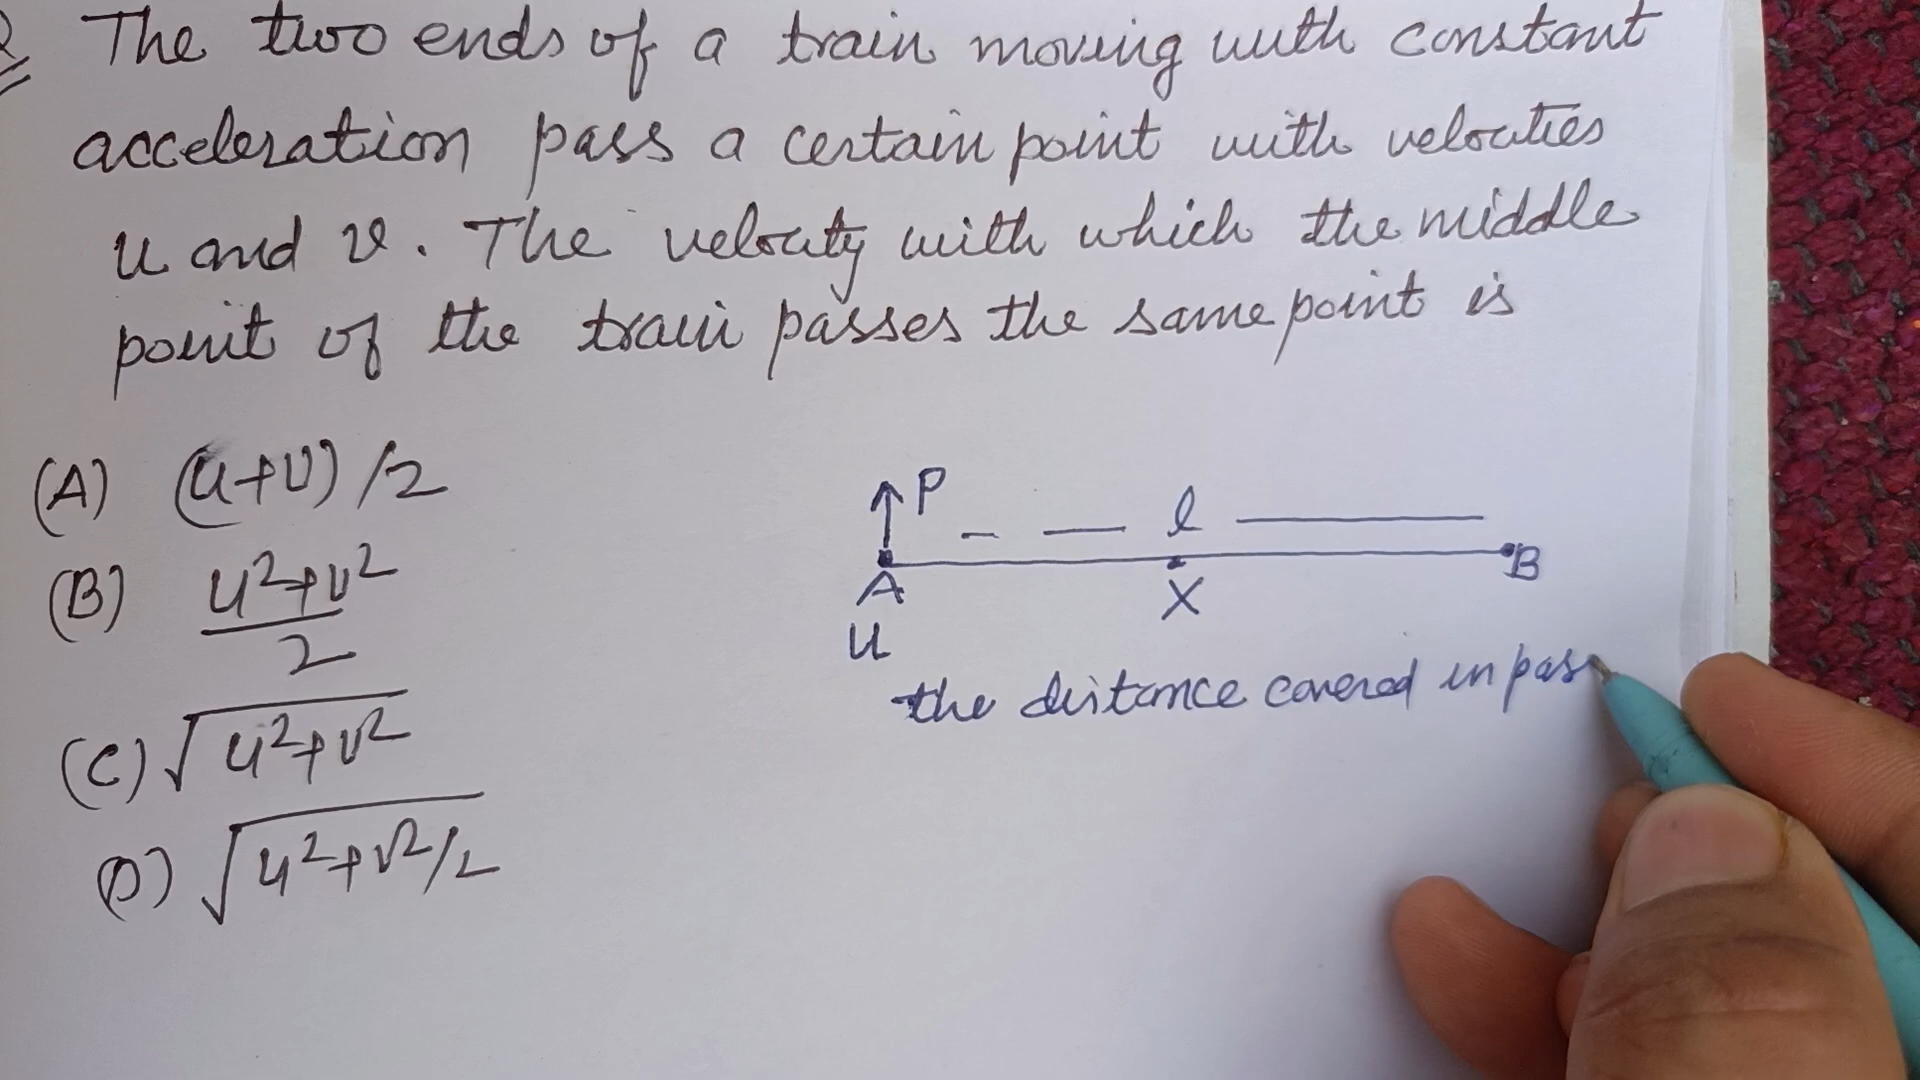 Q The two ends of a train moving with constant
acceleration pass a certain point with velocities
u and v. The velocity with which the middle
point of the train passes the same point is
(A) (u+v)/2
(B) u²+v²
2
(C) √u²+v²
(D) √u²+v²/2
P
l
A X B
u
the distance covered in pas